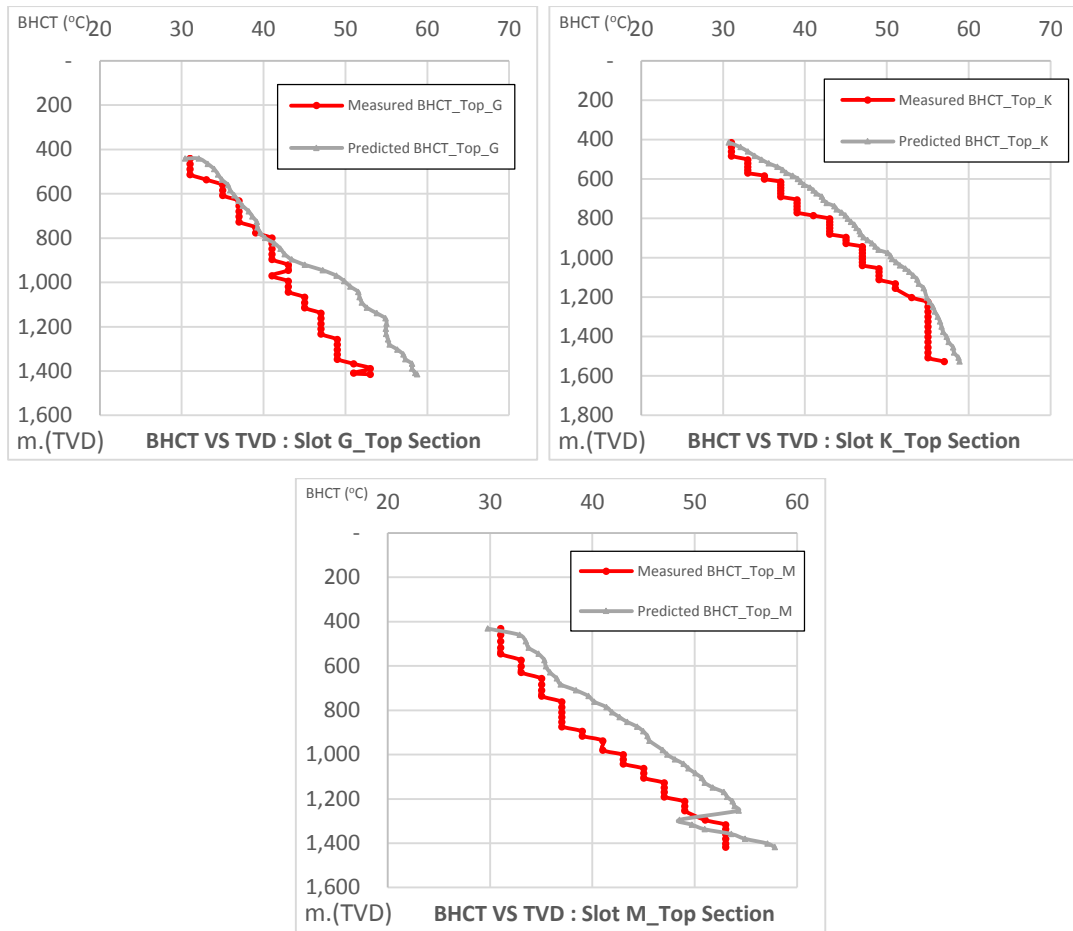 BHCT (°C)
20 30 40 50 60 70
-
200
400
600
800
1,000
1,200
1,400
1,600
Measured BHCT_Top_G
Predicted BHCT_Top_G
m.(TVD) BHCT VS TVD : Slot G_Top Section
BHCT (°C)
20 30 40 50 60 70
-
200
400
600
800
1,000
1,200
1,400
1,600
1,800
Measured BHCT_Top_K
Predicted BHCT_Top_K
m.(TVD) BHCT VS TVD : Slot K_Top Section
BHCT (°C)
20 30 40 50 60
-
200
400
600
800
1,000
1,200
1,400
1,600
Measured BHCT_Top_M
Predicted BHCT_Top_M
m.(TVD) BHCT VS TVD : Slot M_Top Section